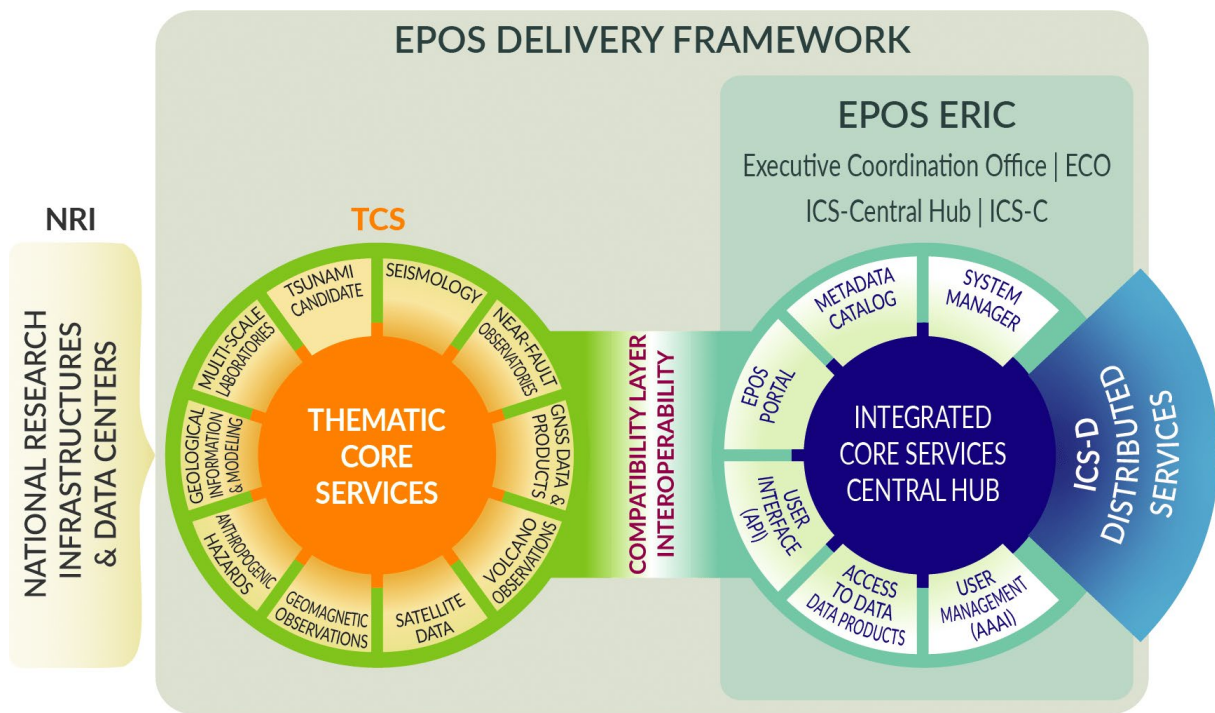 EPOS DELIVERY FRAMEWORK
EPOS ERIC
Executive Coordination Office | ECO
ICS-Central Hub | ICS-C
NRI
NATIONAL RESEARCH
INFRASTRUCTURES
& DATA CENTERS
TCS
THEMATIC
CORE
SERVICES
SEISMOLOGY
NEAR-FAULT
OBSERVATORIES
GNSS DATA &
PRODUCTS
VOLCANO
OBSERVATIONS
SATELLITE
DATA
GEOMAGNETIC
OBSERVATIONS
ANTHROPOGENIC
HAZARDS
GEOLOGICAL
INFORMATION
& MODELING
MULTI-SCALE
LABORATORIES
TSUNAMI
CANDIDATE
COMPATIBILITY LAYER
INTEROPERABILITY
INTEGRATED
CORE SERVICES
CENTRAL HUB
METADATA
CATALOG
SYSTEM
MANAGER
EPOS
PORTAL
USER
INTERFACE
(API)
ACCESS
TO DATA
DATA PRODUCTS
USER
MANAGEMENT
(AAAI)
ICS-D
DISTRIBUTED
SERVICES